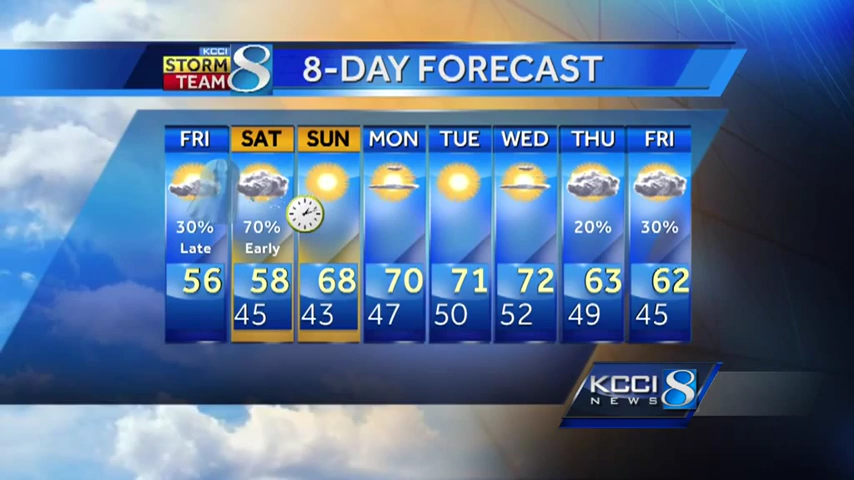 KCCI
STORM
TEAM
8
8-DAY FORECAST
FRI SAT SUN MON TUE WED THU FRI
30% 70% 20% 30%
Late Early
56 58 68 70 71 72 63 62
45 43 47 50 52 49 45
KCCI 8
NEWS